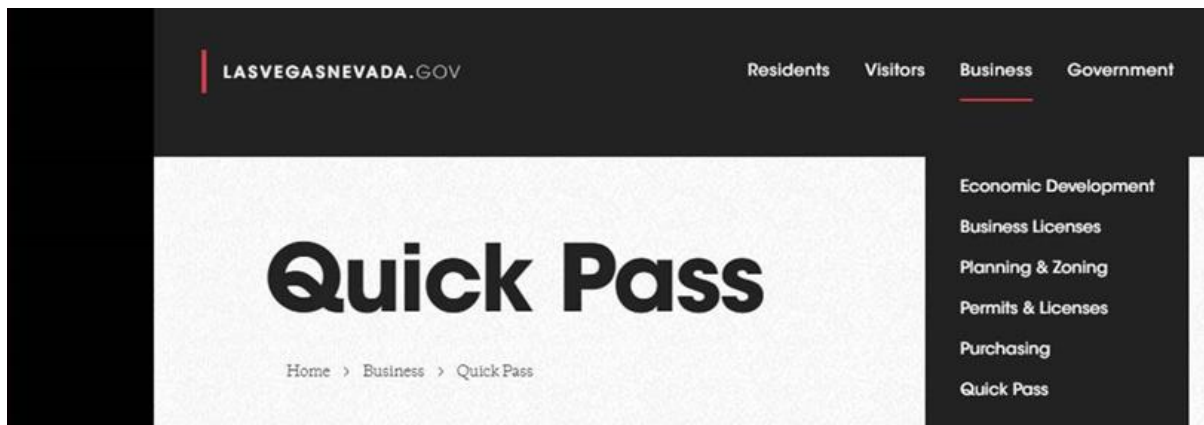 LASVEGASNEVADA.GOV
Residents Visitors Business Government
Economic Development
Business Licenses
Planning & Zoning
Permits & Licenses
Purchasing
Quick Pass
Quick Pass
Home > Business > Quick Pass